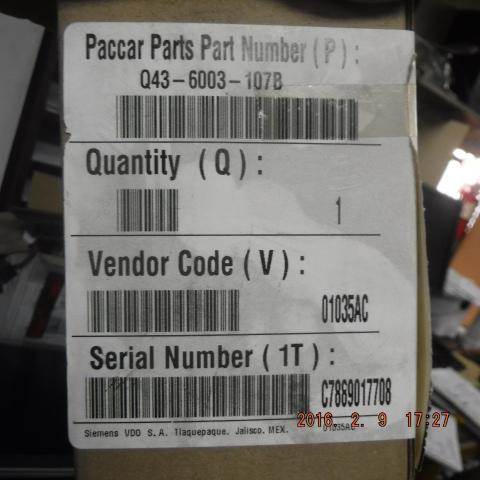 Paccar Parts Part Number (P) :
Q43-6003-107B
Quantity (Q) :
1
Vendor Code (V) :
01035AC
Serial Number (1T) :
C7869017708
Siemens VDO S.A. Tlaquepaque, Jalisco. MEX. 01035AC
2016. 2. 9 17:27